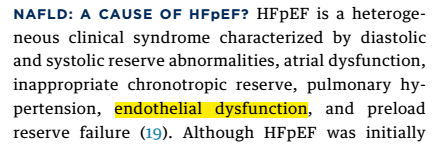 NAFLD: A CAUSE OF HFpEF? HFpEF is a heteroge-
neous clinical syndrome characterized by diastolic
and systolic reserve abnormalities, atrial dysfunction,
inappropriate chronotropic reserve, pulmonary hy-
pertension, endothelial dysfunction, and preload
reserve failure (19). Although HFpEF was initially